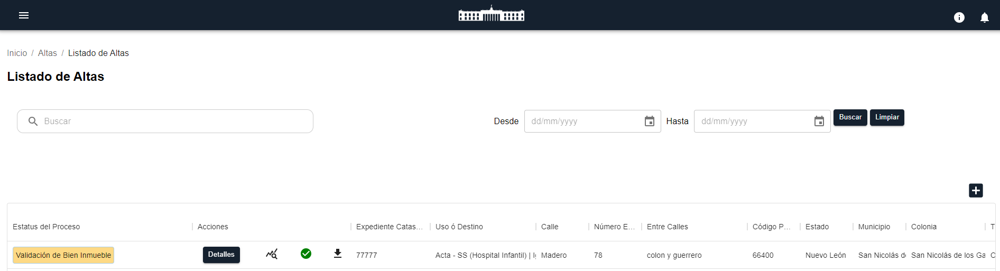 Inicio / Altas / Listado de Altas
Listado de Altas
Buscar
Desde dd/mm/yyyy Hasta dd/mm/yyyy Buscar Limpiar
Estatus del Proceso Acciones Expediente Catas... Uso ó Destino Calle Número E... Entre Calles Código P... Estado Municipio Colonia T
Validación de Bien Inmueble Detalles 77777 Acta - SS (Hospital Infantil) | Madero 78 colon y guerrero 66400 Nuevo León San Nicolás d San Nicolás de los Ga